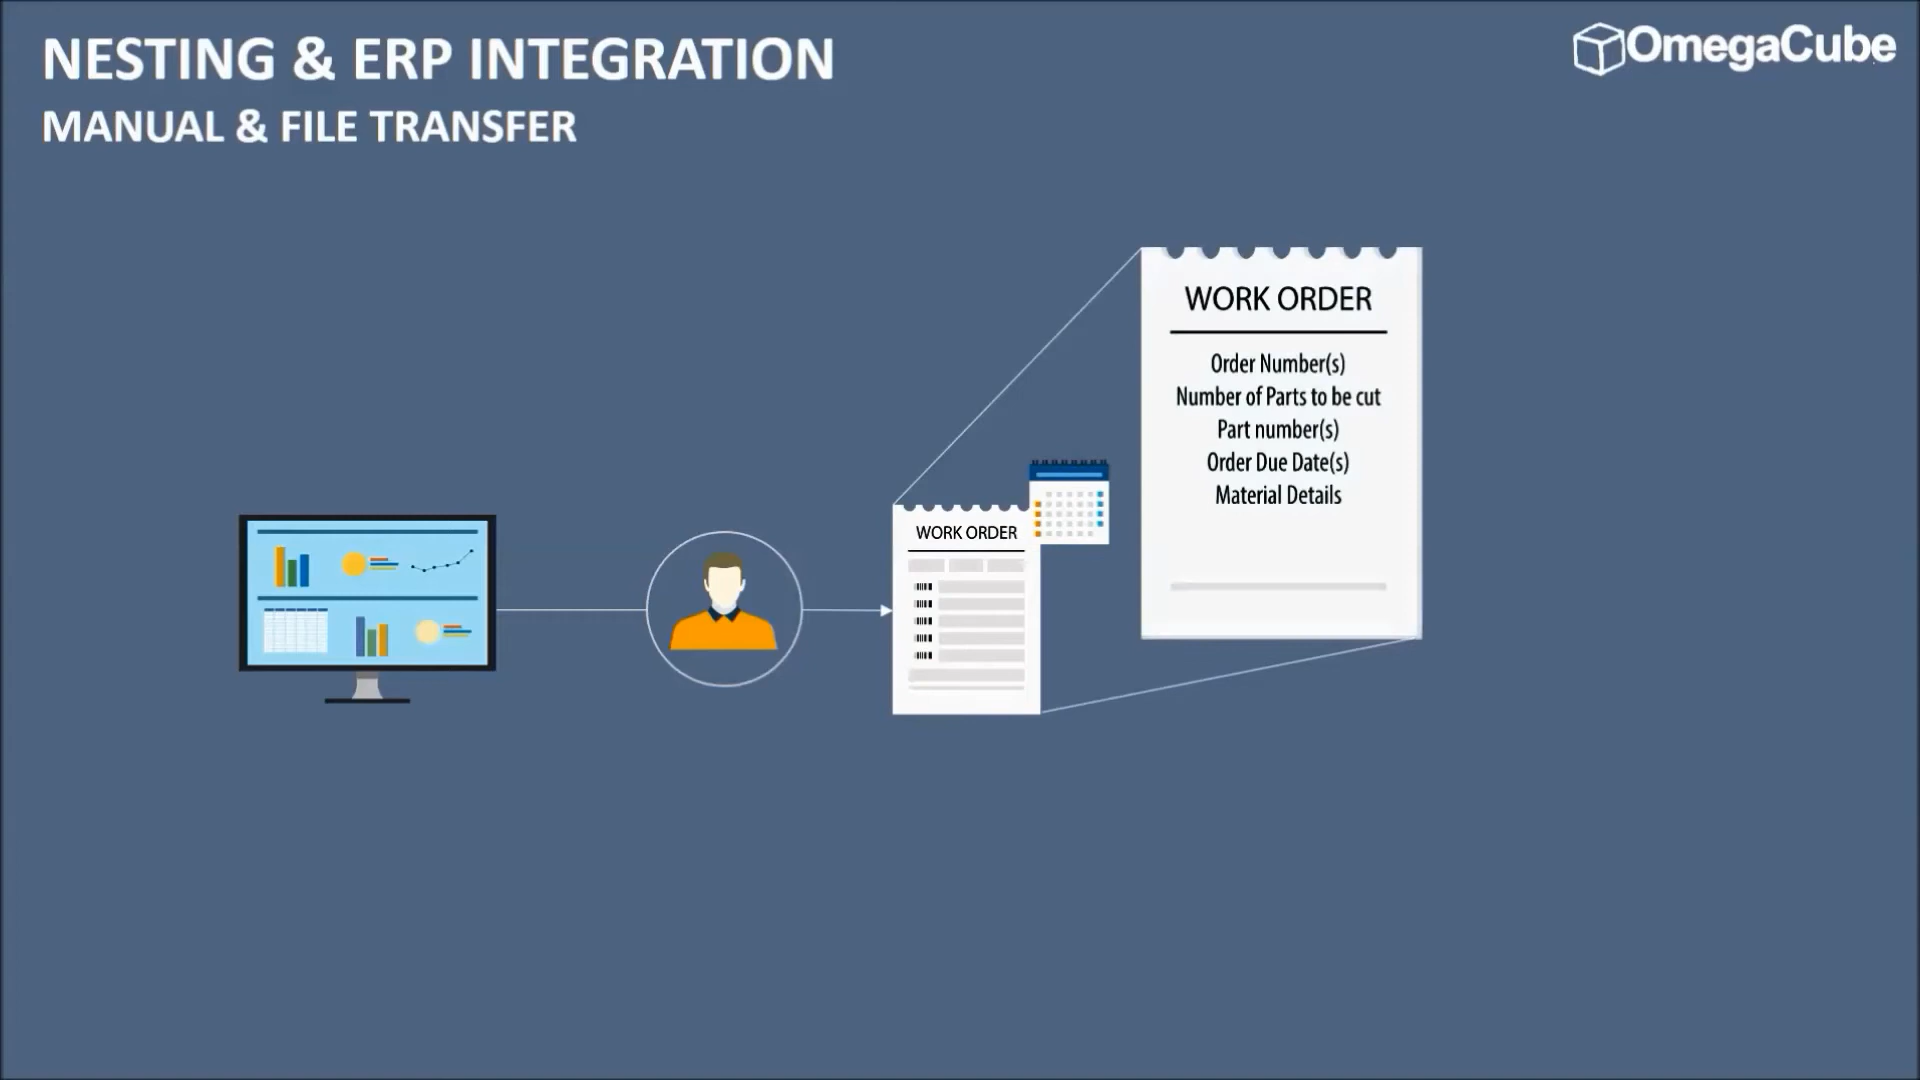 NESTING & ERP INTEGRATION
MANUAL & FILE TRANSFER
OmegaCube
WORK ORDER
Order Number(s)
Number of Parts to be cut
Part number(s)
Order Due Date(s)
Material Details
WORK ORDER